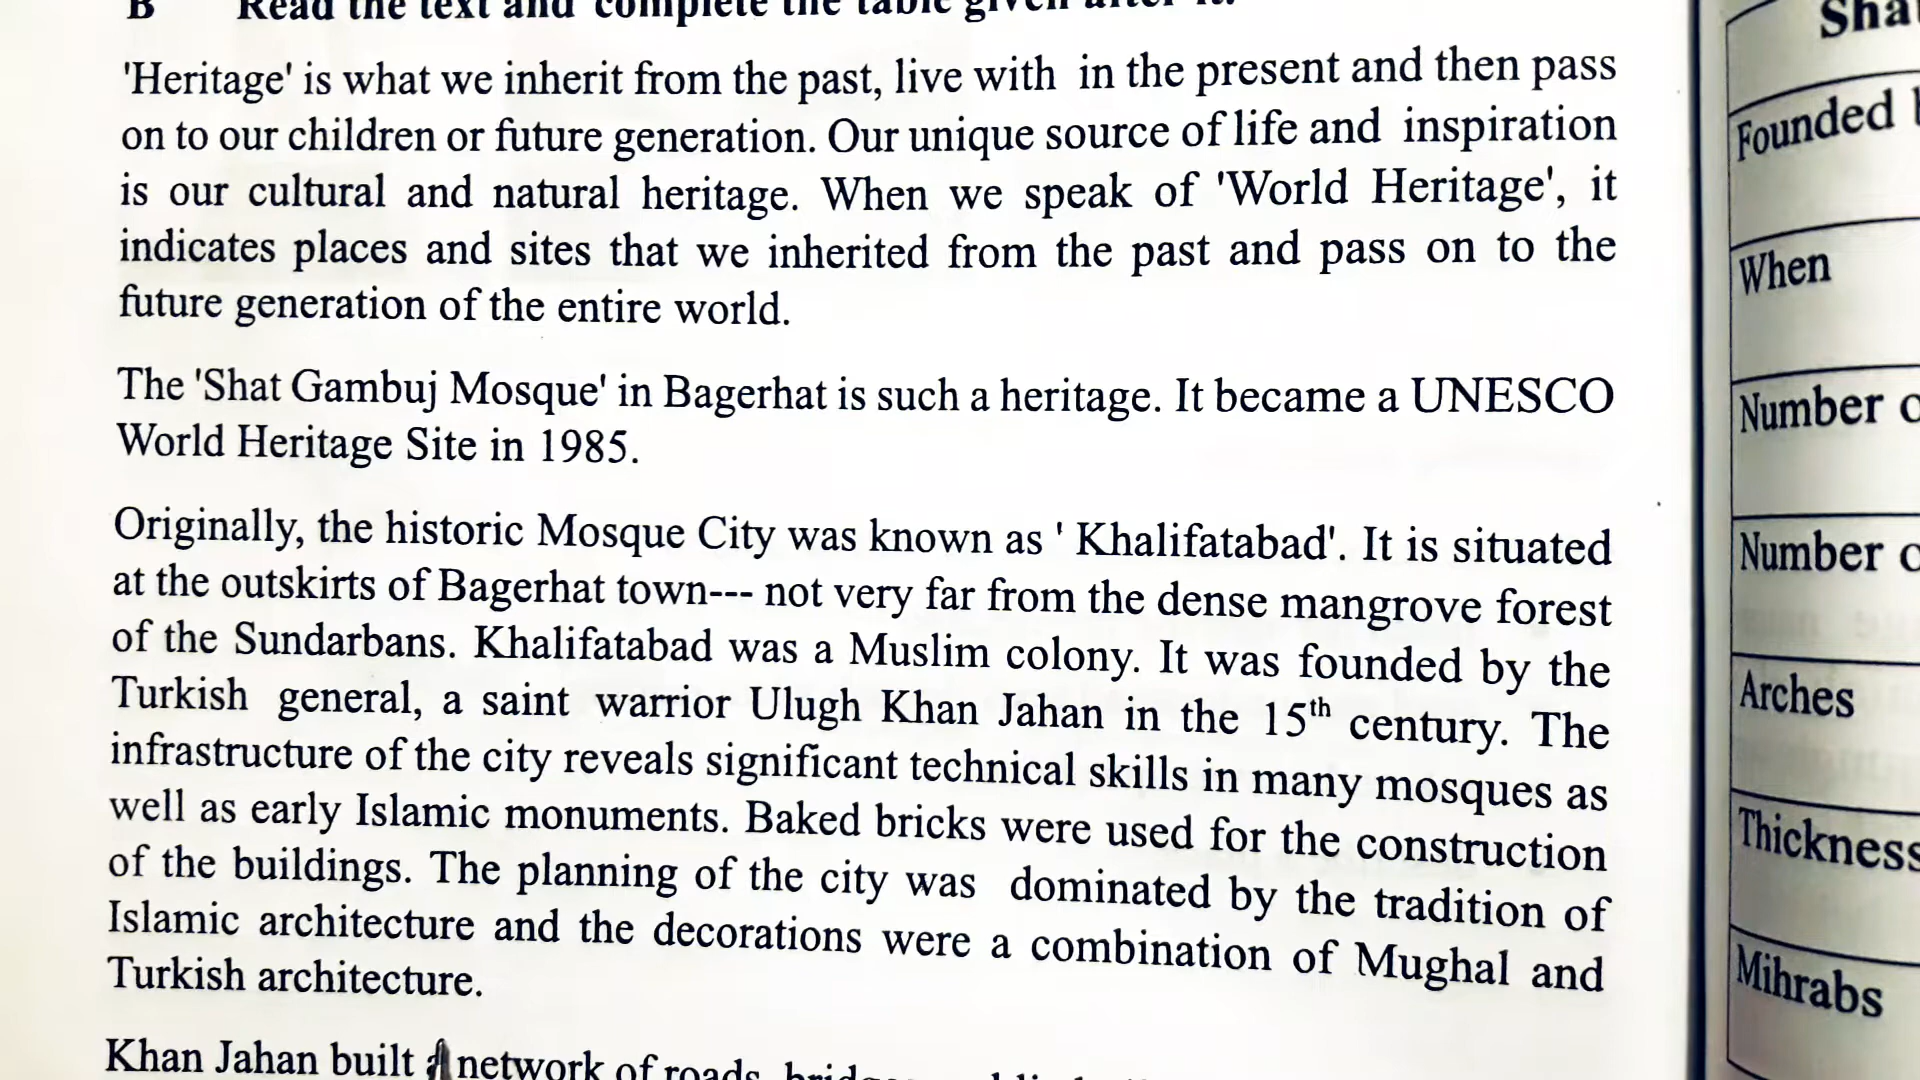 B Read the text and complete the table given after it.
'Heritage' is what we inherit from the past, live with in the present and then pass
on to our children or future generation. Our unique source of life and inspiration
is our cultural and natural heritage. When we speak of 'World Heritage', it
indicates places and sites that we inherited from the past and pass on to the
future generation of the entire world.
The 'Shat Gambuj Mosque' in Bagerhat is such a heritage. It became a UNESCO
World Heritage Site in 1985.
Originally, the historic Mosque City was known as ' Khalifatabad'. It is situated
at the outskirts of Bagerhat town--- not very far from the dense mangrove forest
of the Sundarbans. Khalifatabad was a Muslim colony. It was founded by the
Turkish general, a saint warrior Ulugh Khan Jahan in the 15th century. The
infrastructure of the city reveals significant technical skills in many mosques as
well as early Islamic monuments. Baked bricks were used for the construction
of the buildings. The planning of the city was dominated by the tradition of
Islamic architecture and the decorations were a combination of Mughal and
Turkish architecture.
Khan Jahan built network of roads,
Founded
When
Number
Number
Arches
Thickness
Mihrabs